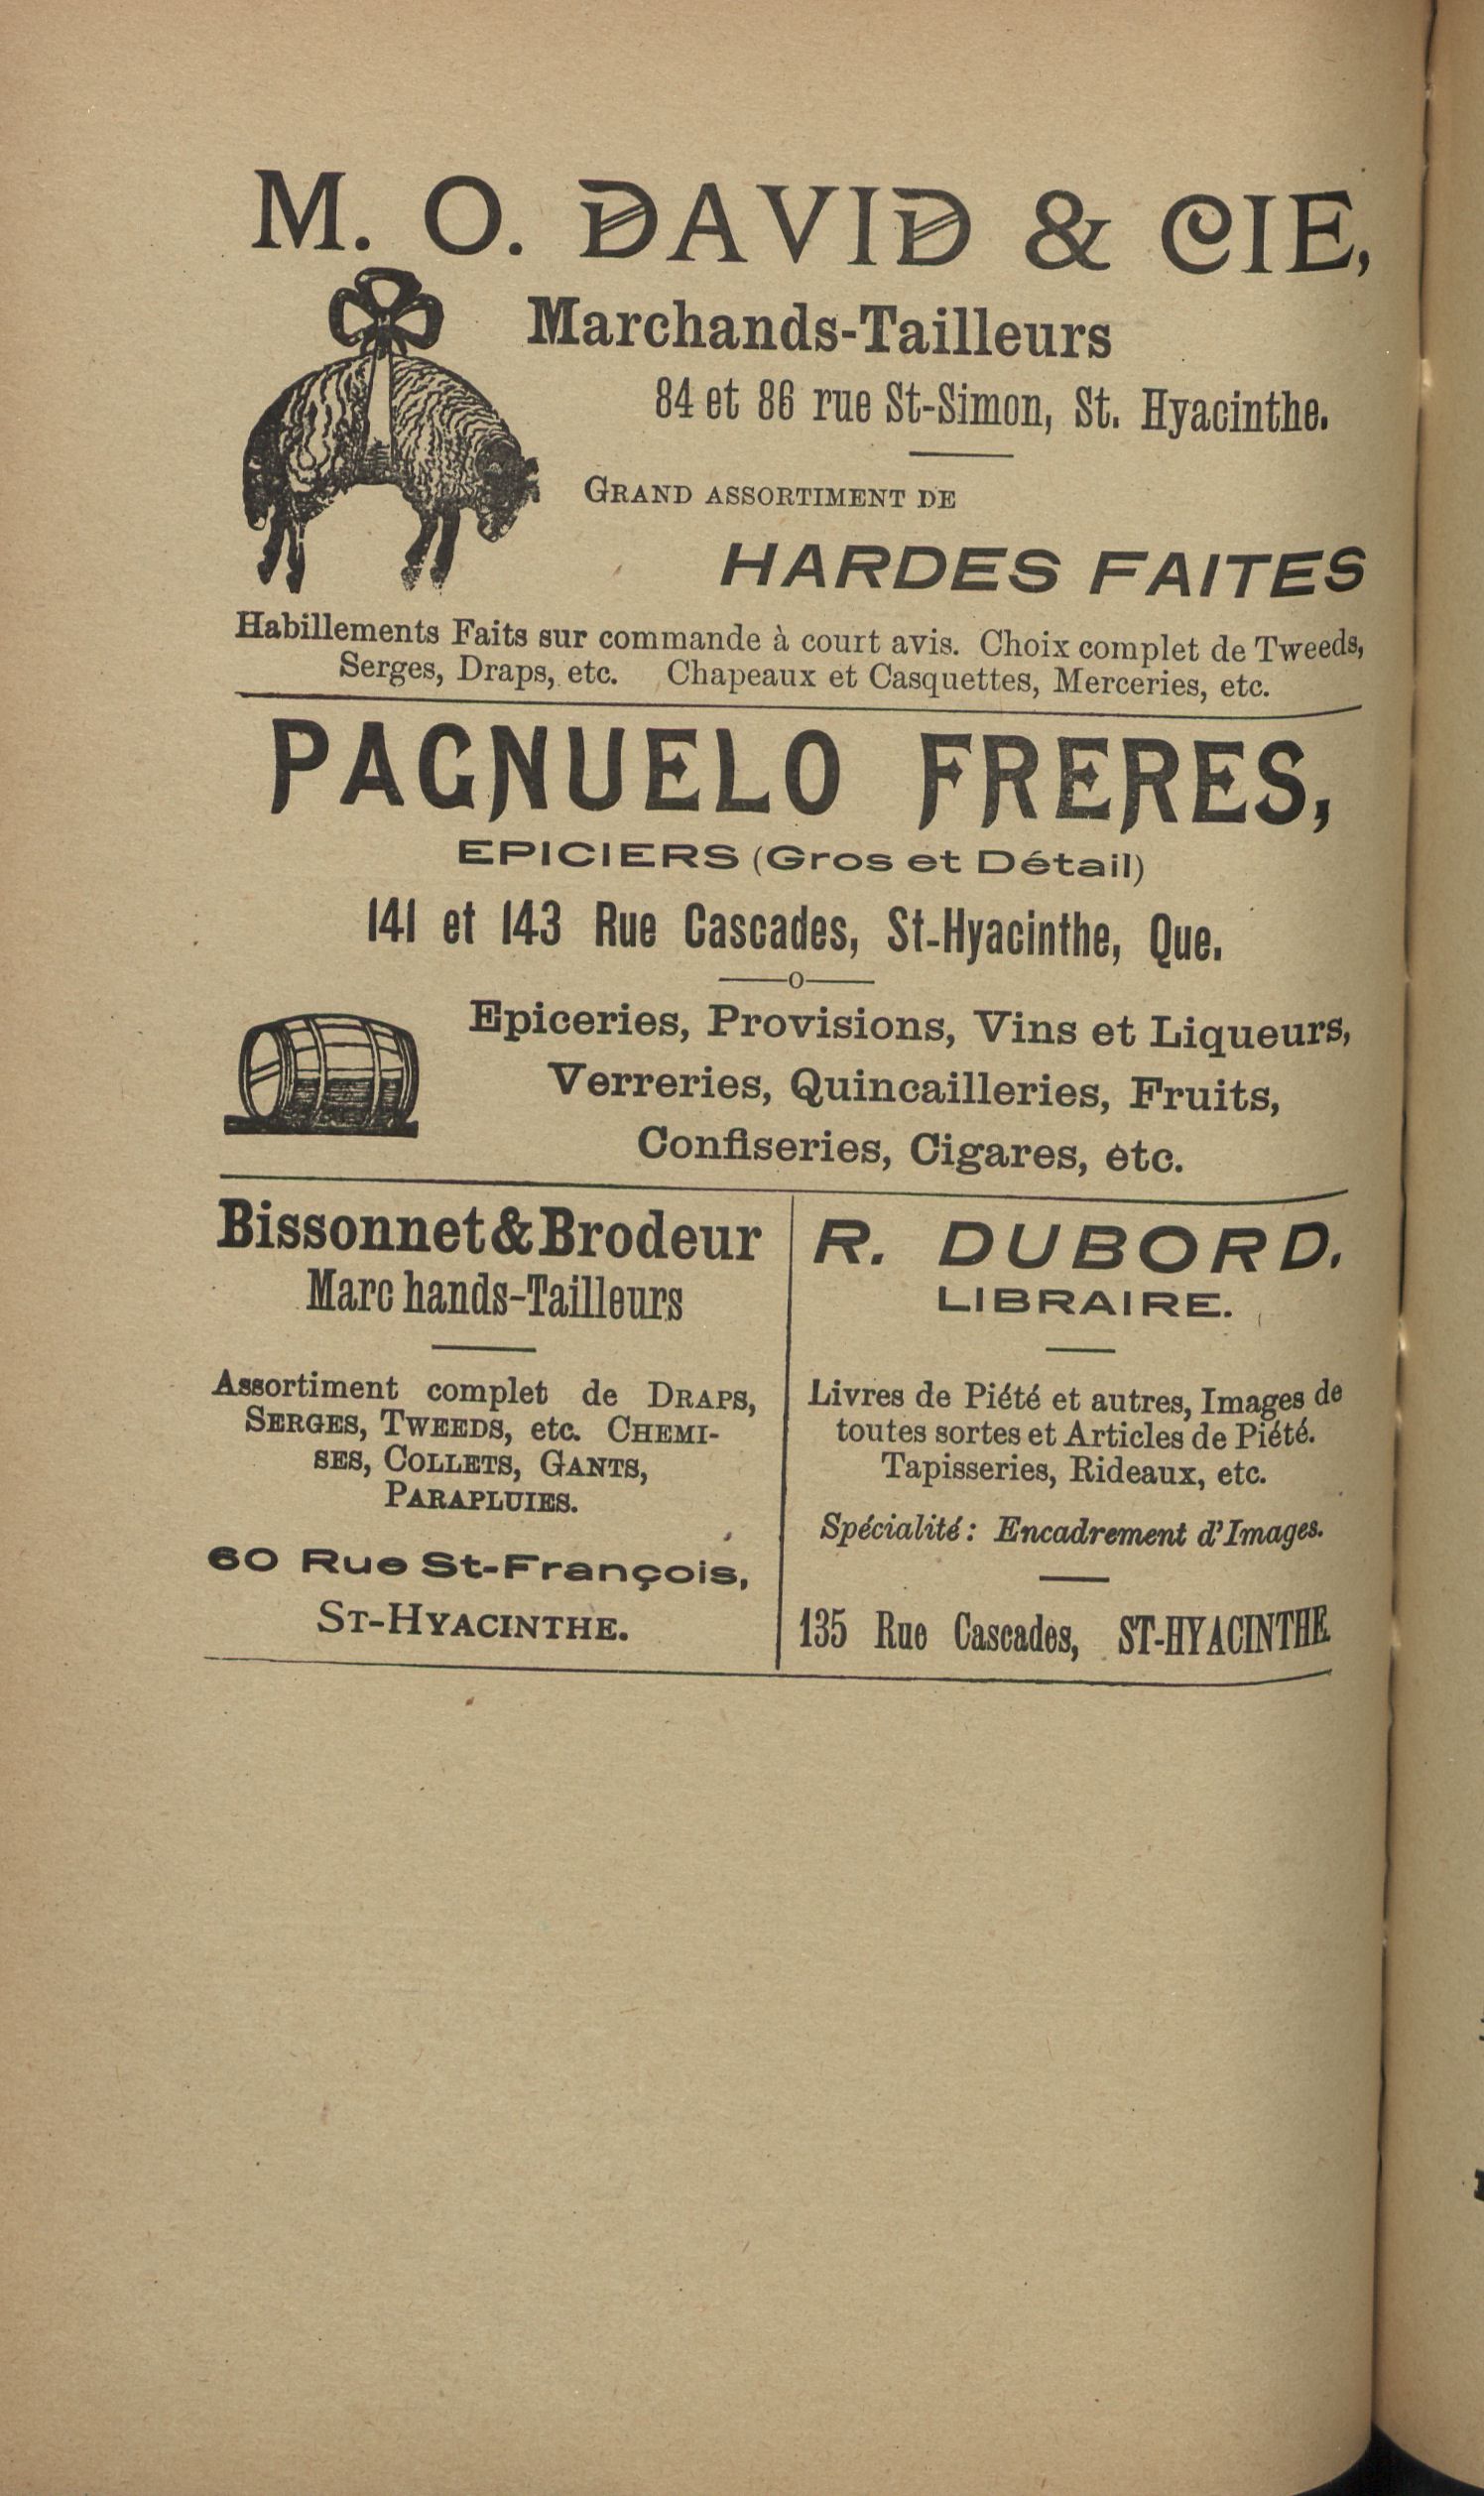 M. O. DAVID & CIE,
Marchands-Tailleurs
84 et 86 rue St-Simon, St. Hyacinthe.
GRAND ASSORTIMENT DE
HARDES FAITES
Habillements Faits sur commande à court avis. Choix complet de Tweeds,
Serges, Draps, etc. Chapeaux et Casquettes, Merceries, etc.
PAGNUELO FRERES,
EPICIERS (Gros et Détail)
141 et 143 Rue Cascades, St-Hyacinthe, Que.
—o—
Epiceries, Provisions, Vins et Liqueurs,
Verreries, Quincailleries, Fruits,
Confiseries, Cigares, etc.
Bissonnet & Brodeur
Marc hands-Tailleurs
Assortiment complet de DRAPS,
SERGES, TWEEDS, etc. CHEMI-
SES, COLLETS, GANTS,
PARAPLUIES.
60 Rue St-François,
ST-HYACINTHE.
R. DUBORD,
LIBRAIRE.
Livres de Piété et autres, Images de
toutes sortes et Articles de Piété.
Tapisseries, Rideaux, etc.
Spécialité : Encadrement d'Images.
135 Rue Cascades, ST-HYACINTHE